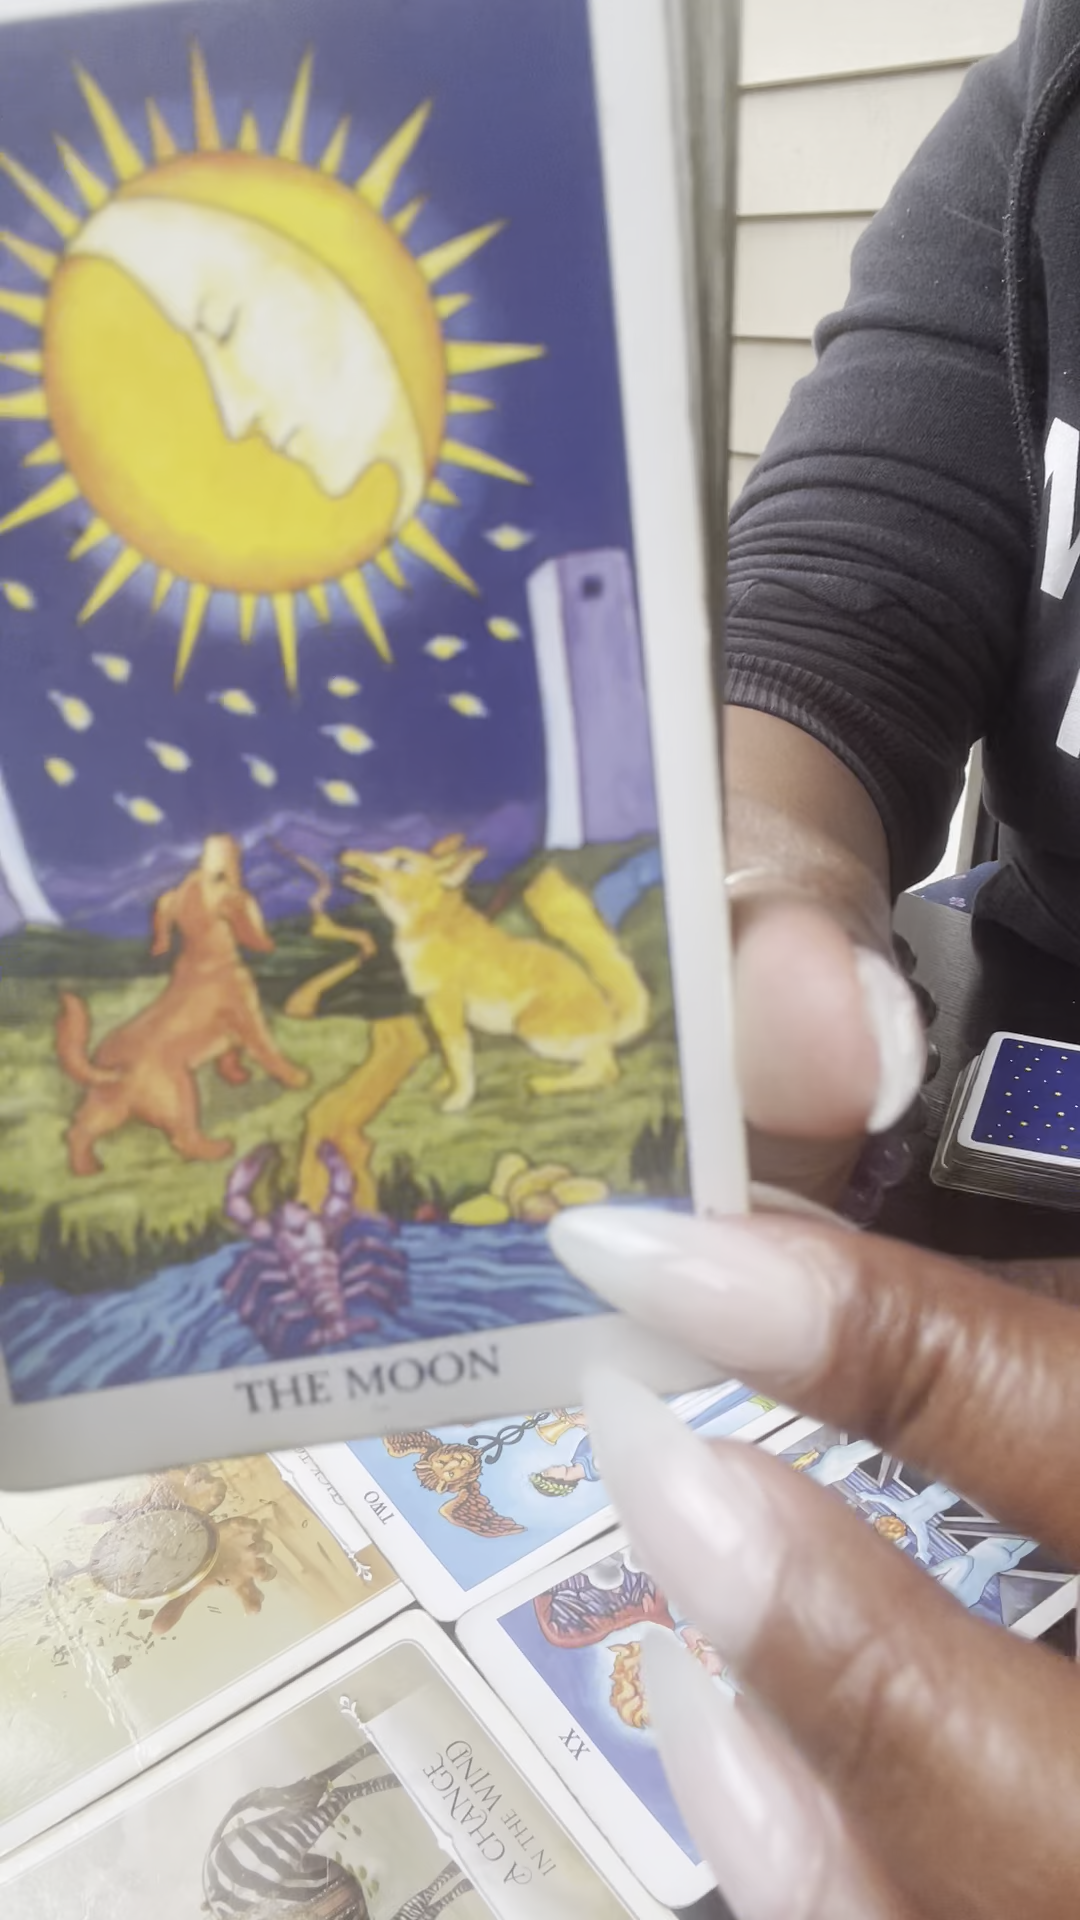 THE MOON
TWO
XX
A CHANGE
IN THE WIND